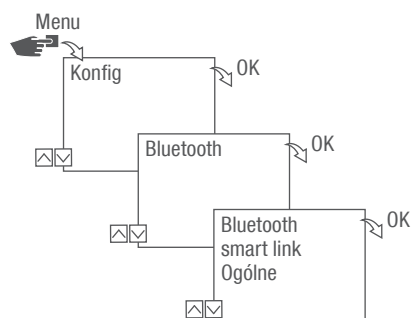 Menu
Konfig
OK
Bluetooth
OK
Bluetooth
smart link
Ogólne
OK